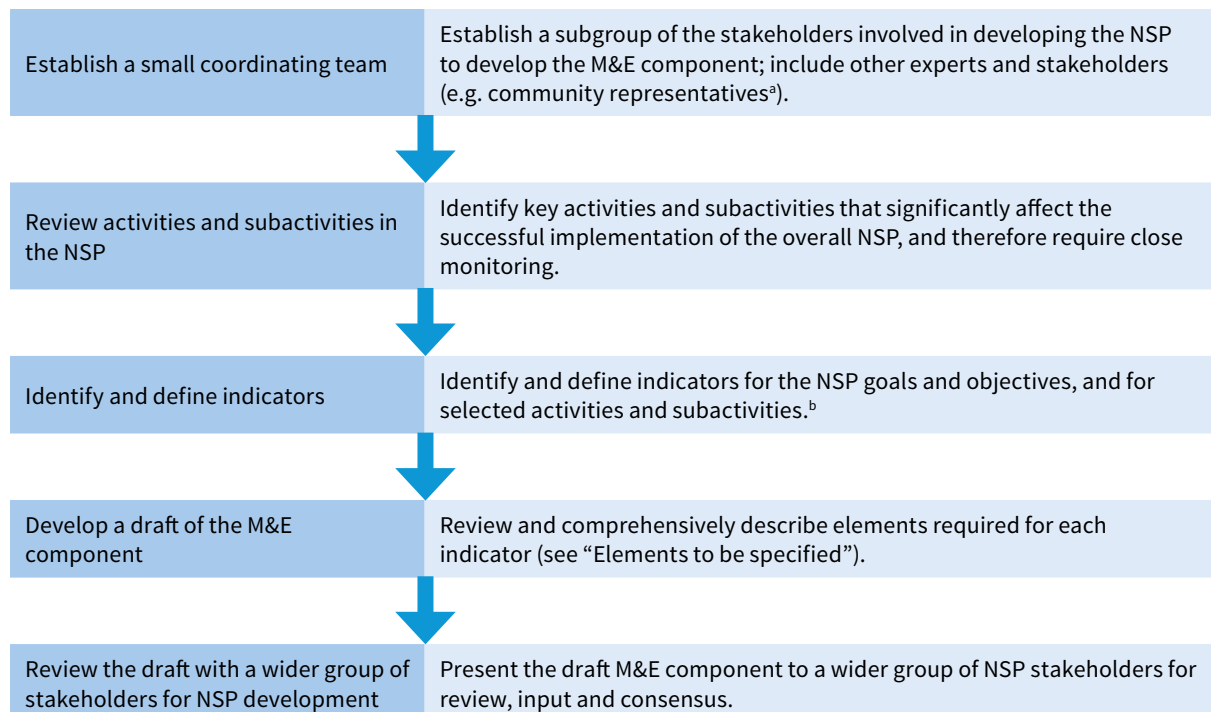 Establish a small coordinating team
Establish a subgroup of the stakeholders involved in developing the NSP
to develop the M&E component; include other experts and stakeholders
(e.g. community representativesᵃ).
Review activities and subactivities in
the NSP
Identify key activities and subactivities that significantly affect the
successful implementation of the overall NSP, and therefore require close
monitoring.
Identify and define indicators
Identify and define indicators for the NSP goals and objectives, and for
selected activities and subactivities.ᵇ
Develop a draft of the M&E
component
Review and comprehensively describe elements required for each
indicator (see “Elements to be specified”).
Review the draft with a wider group of
stakeholders for NSP development
Present the draft M&E component to a wider group of NSP stakeholders for
review, input and consensus.